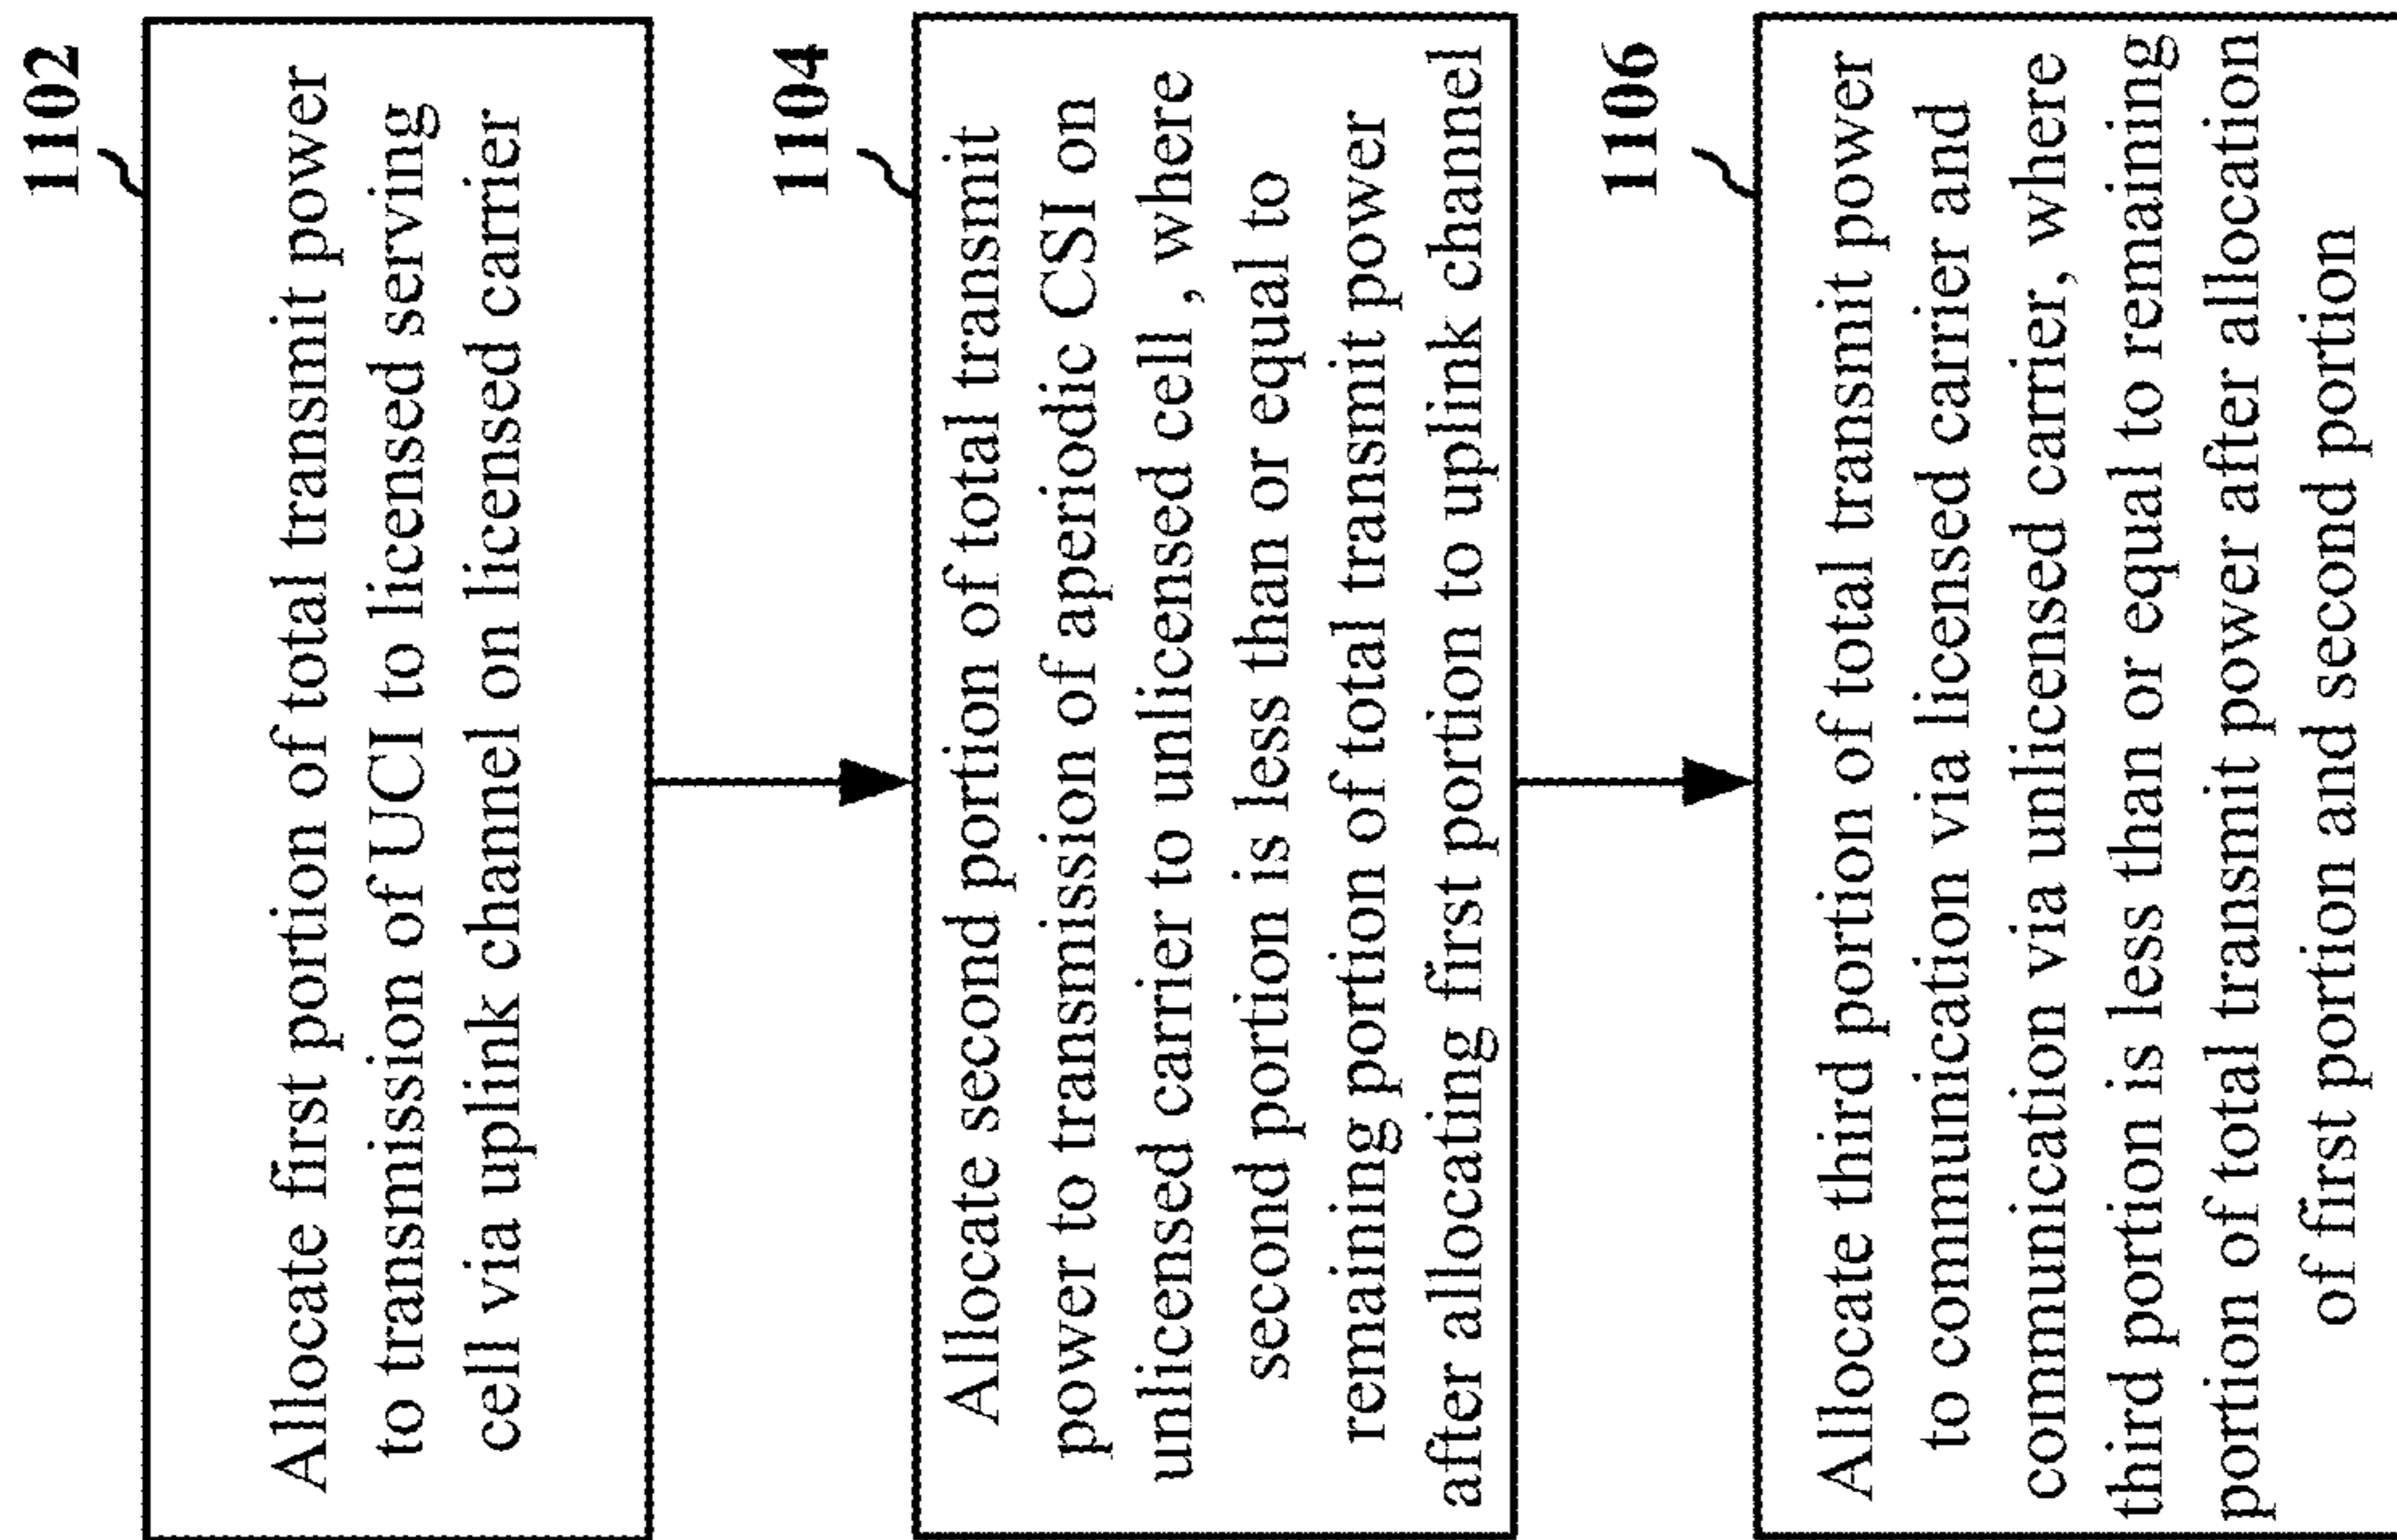 1102
Allocate first portion of total transmit power
to transmission of UCI to licensed serving
cell via uplink channel on licensed carrier
1104
Allocate second portion of total transmit
power to transmission of aperiodic CSI on
unlicensed carrier to unlicensed cell , where
second portion is less than or equal to
remaining portion of total transmit power
after allocating first portion to uplink channel
1106
Allocate third portion of total transmit power
to communication via licensed carrier and
communication via unlicensed carrier, where
third portion is less than or equal to remaining
portion of total transmit power after allocation
of first portion and second portion